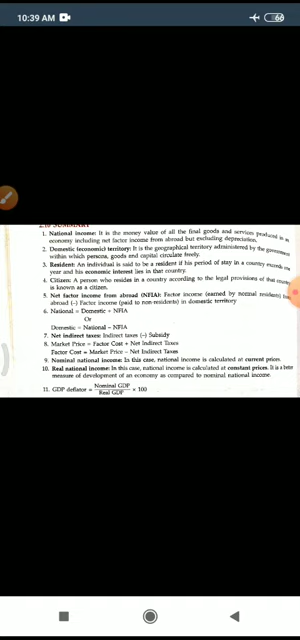 10:39 AM
66
2.10 SUMMARY
1. National income: It is the money value of all the final goods and services produced in an
economy including net factor income from abroad but excluding depreciation.
2. Domestic (economic) territory: It is the geographical territory administered by the government
within which persons, goods and capital circulate freely.
3. Resident: An individual is said to be a resident if his period of stay in a country exceeds one
year and his economic interest lies in that country.
4. Citizen: A person who resides in a country according to the legal provisions of that country
is known as a citizen.
5. Net factor income from abroad (NFIA): Factor income (earned by normal residents) from
abroad (–) Factor income (paid to non-residents) in domestic territory
6. National = Domestic + NFIA
Or
Domestic = National – NFIA
7. Net indirect taxes: Indirect taxes (–) Subsidy
8. Market Price = Factor Cost + Net Indirect Taxes
Factor Cost = Market Price – Net Indirect Taxes
9. Nominal national income: In this case, national income is calculated at current prices.
10. Real national income: In this case, national income is calculated at constant prices. It is a better
measure of development of an economy as compared to nominal national income.
11. GDP deflator = Nominal GDP / Real GDP × 100